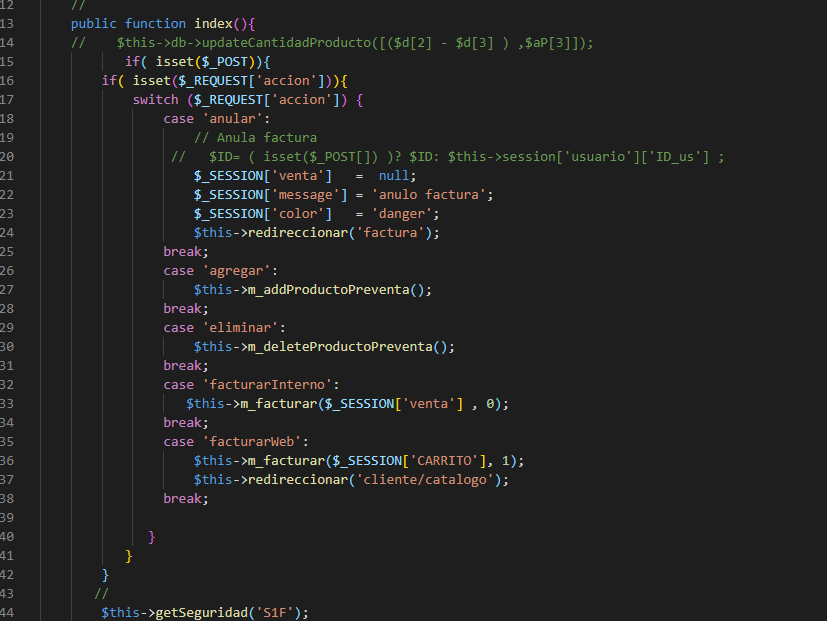 12 //
13 public function index(){
14 // $this->db->updateCantidadProducto([($d[2] - $d[3] ) ,$aP[3]]);
15 if( isset($_POST)){
16 if( isset($_REQUEST['accion'])){
17 switch ($_REQUEST['accion']) {
18 case 'anular':
19 // Anula factura
20 // $ID= ( isset($_POST[]) )? $ID: $this->session['usuario']['ID_us'] ;
21 $_SESSION['venta'] = null;
22 $_SESSION['message'] = 'anulo factura';
23 $_SESSION['color'] = 'danger';
24 $this->redireccionar('factura');
25 break;
26 case 'agregar':
27 $this->m_addProductoPreventa();
28 break;
29 case 'eliminar':
30 $this->m_deleteProductoPreventa();
31 break;
32 case 'facturarInterno':
33 $this->m_facturar($_SESSION['venta'] , 0);
34 break;
35 case 'facturarWeb':
36 $this->m_facturar($_SESSION['CARRITO'], 1);
37 $this->redireccionar('cliente/catalogo');
38 break;
39
40 }
41 }
42 }
43 //
44 $this->getSeguridad('S1F');